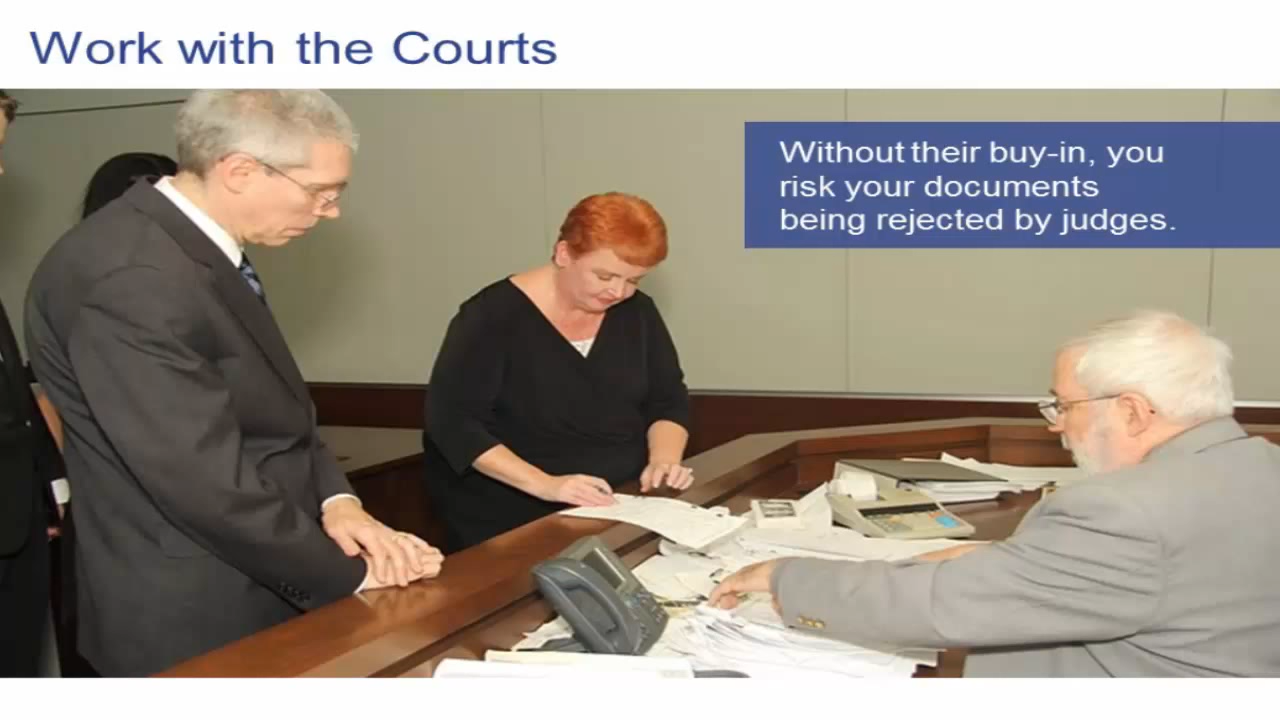 Work with the Courts
Without their buy-in, you
risk your documents
being rejected by judges.